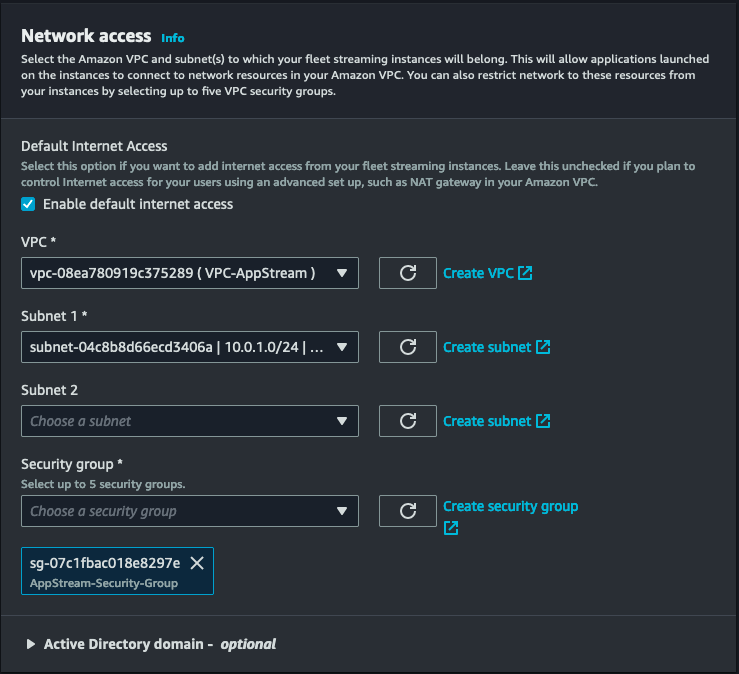 Network access Info
Select the Amazon VPC and subnet(s) to which your fleet streaming instances will belong. This will allow applications launched
on the instances to connect to network resources in your Amazon VPC. You can also restrict network to these resources from
your instances by selecting up to five VPC security groups.
Default Internet Access
Select this option if you want to add internet access from your fleet streaming instances. Leave this unchecked if you plan to
control Internet access for your users using an advanced set up, such as NAT gateway in your Amazon VPC.
Enable default internet access
VPC *
vpc-08ea780919c375289 ( VPC-AppStream ) Create VPC
Subnet 1 *
subnet-04c8b8d66ecd3406a | 10.0.1.0/24 | ... Create subnet
Subnet 2
Choose a subnet Create subnet
Security group *
Select up to 5 security groups.
Choose a security group Create security group
sg-07c1fbac018e8297e
AppStream-Security-Group
Active Directory domain - optional